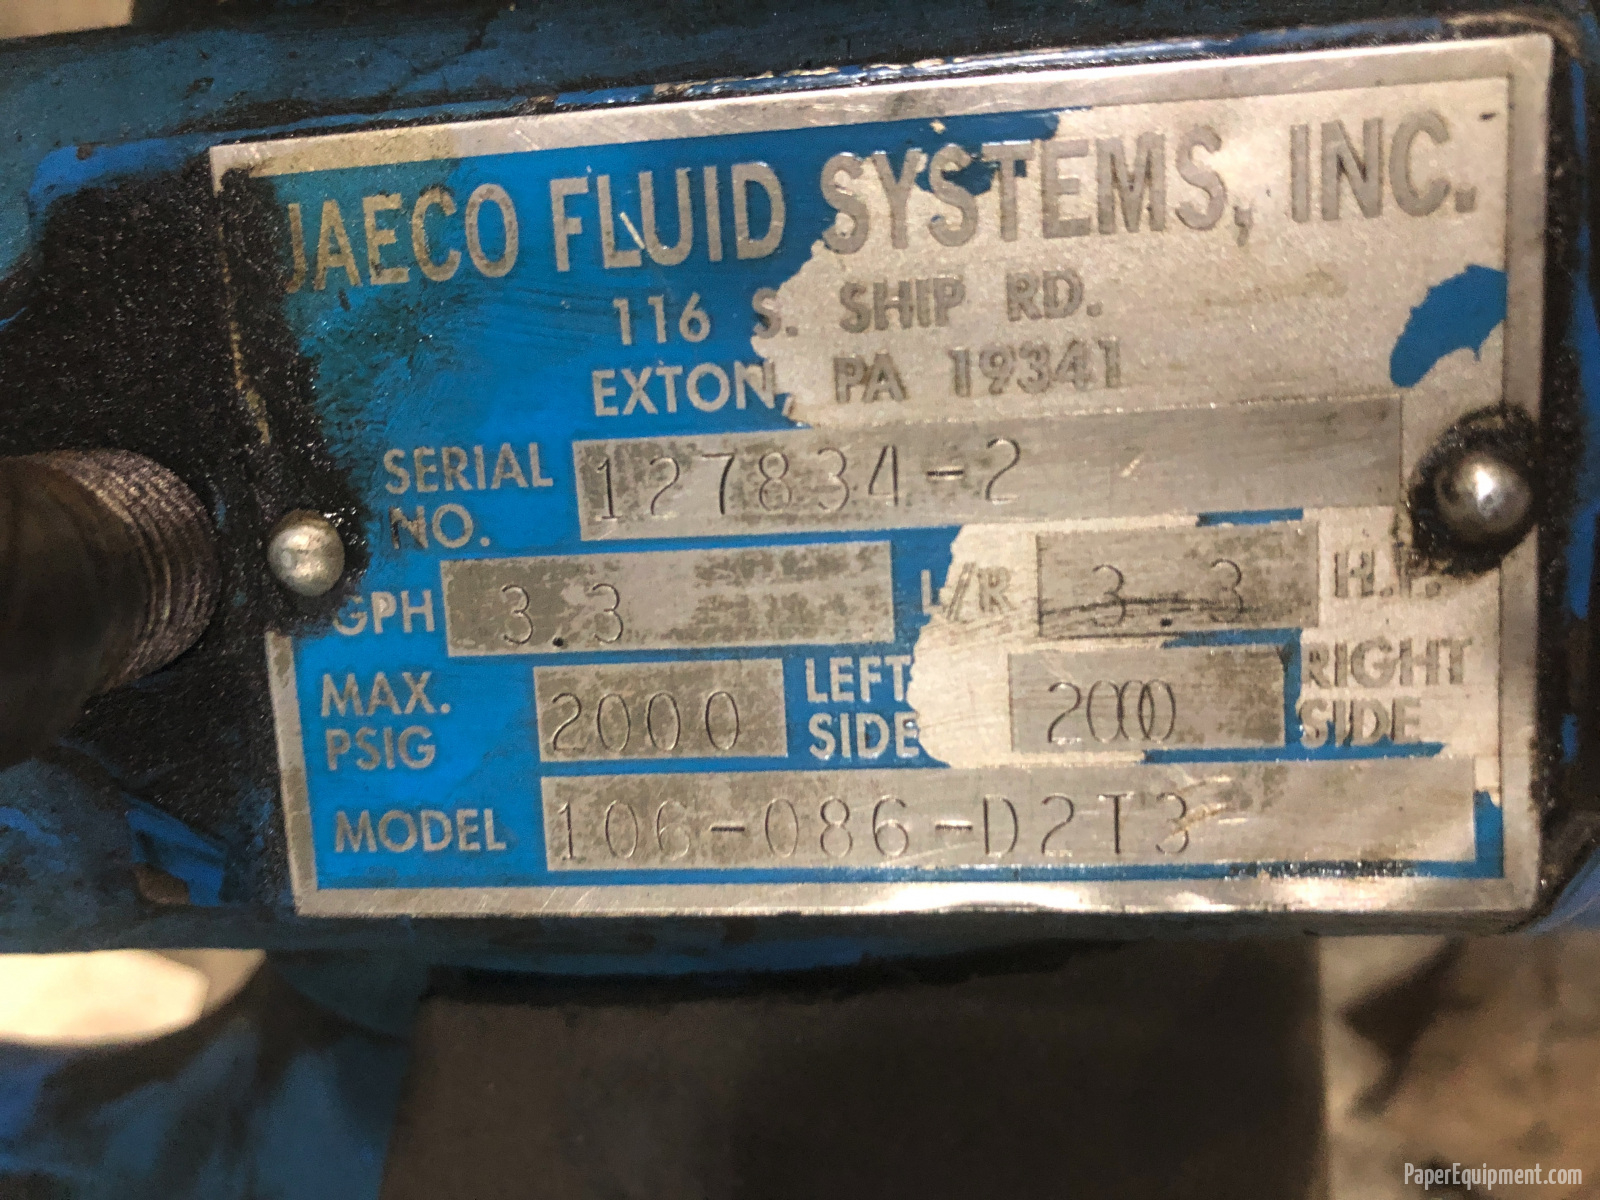 JAECO FLUID SYSTEMS, INC.
116 S. SHIP RD.
EXTON, PA 19341
SERIAL NO. 127834-2
GPH 3.3 L/R 3.3 H.P.
MAX. PSIG 2000 LEFT SIDE 2000 RIGHT SIDE
MODEL 106-086-D2T3
PaperEquipment.com